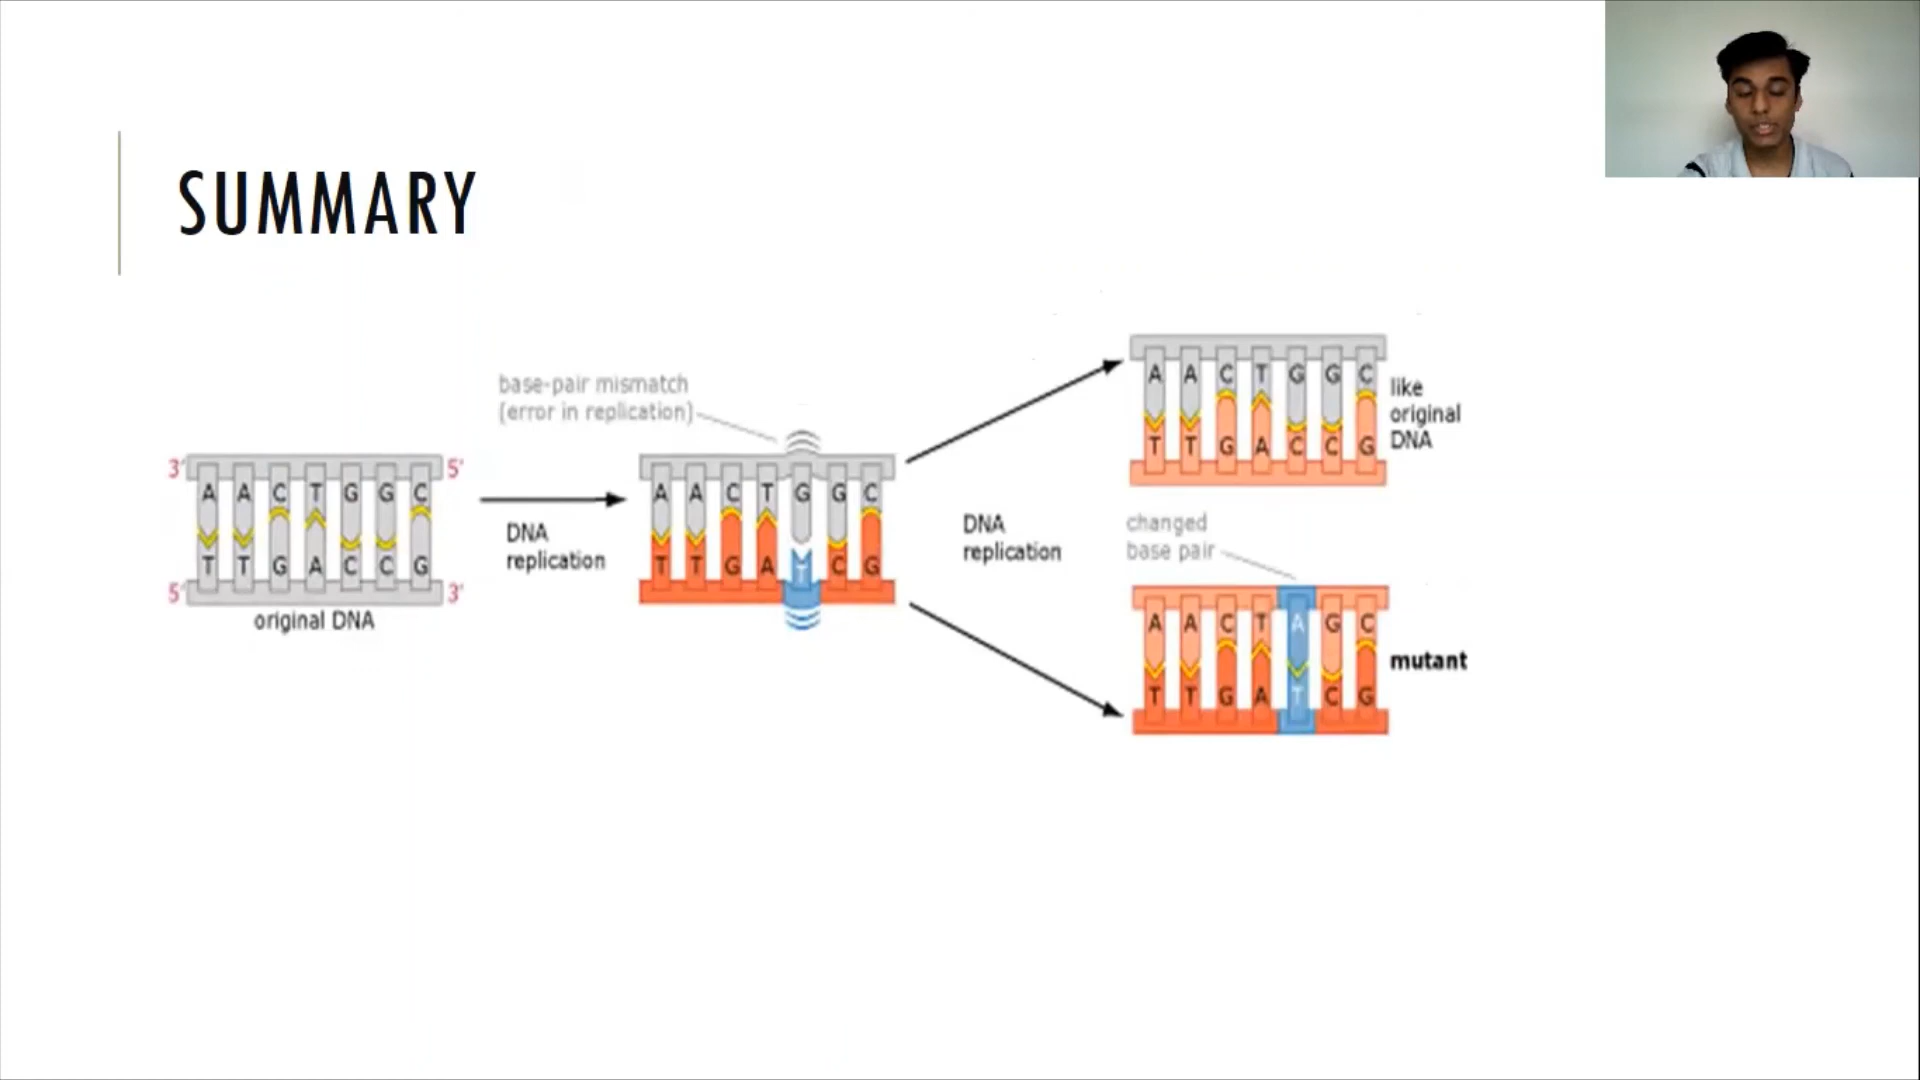 SUMMARY
base-pair mismatch
(error in replication)
3' 5'
A A C T G G C
T T G A C C G
5' 3'
original DNA
DNA
replication
A A C T G G C
T T G A T C G
DNA
replication
A A C T G G C
T T G A C C G
like
original
DNA
changed
base pair
A A C T A G C
T T G A T C G
mutant